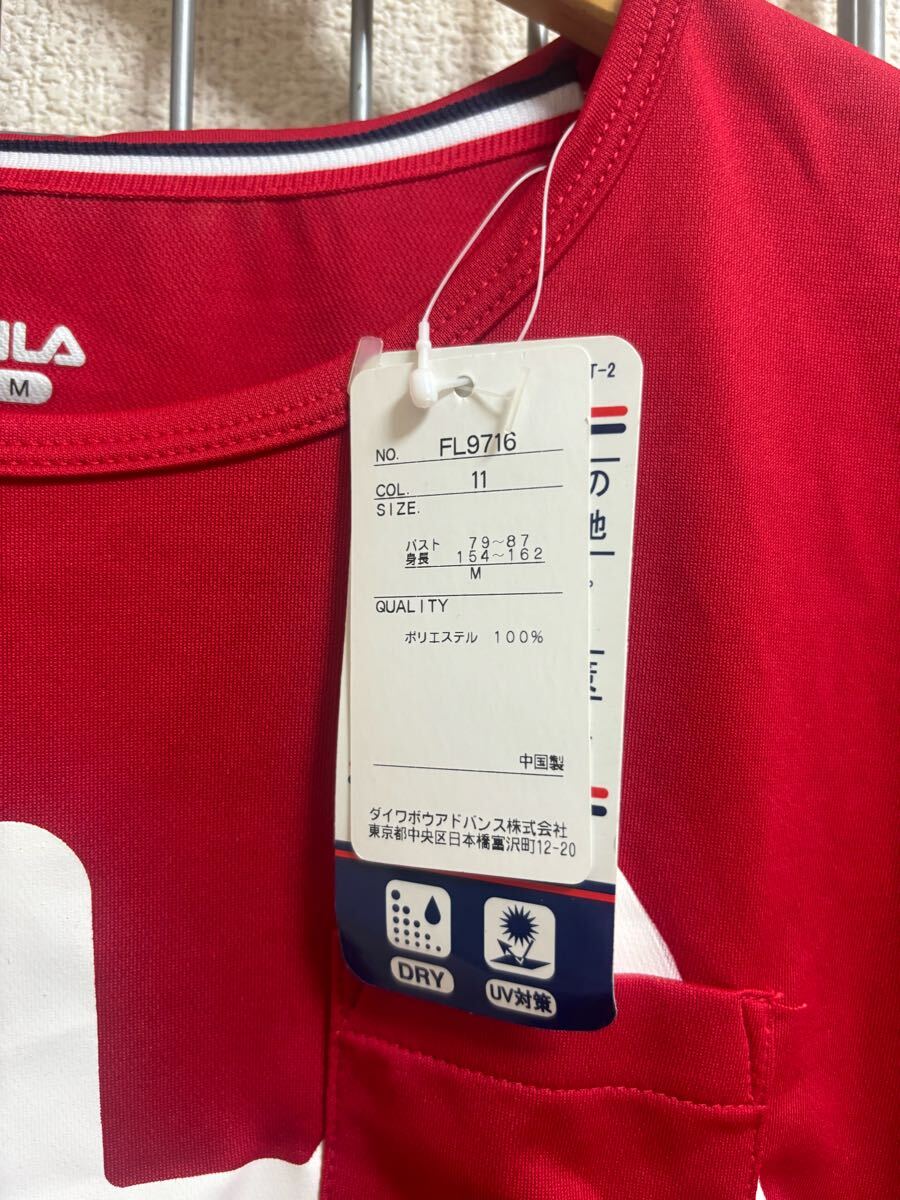 M
NO. FL9716
COL. 11
SIZE.
バスト 79~87
身長 154~162
M
QUALITY
ポリエステル 100%
中国製
ダイワボウアドバンス株式会社
東京都中央区日本橋富沢町12-20
T-2
の
地
DRY
UV対策